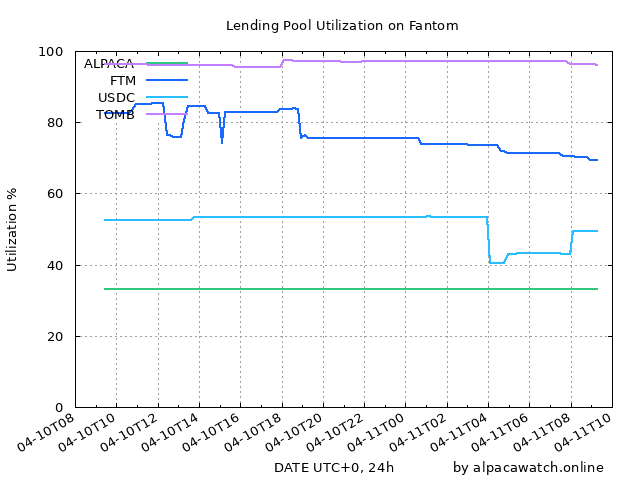 Lending Pool Utilization on Fantom
Utilization %
100
80
60
40
20
0
ALPACA
FTM
USDC
TOMB
04-10T08
04-10T10
04-10T12
04-10T14
04-10T16
04-10T18
04-10T20
04-10T22
04-11T00
04-11T02
04-11T04
04-11T06
04-11T08
04-11T10
DATE UTC+0, 24h
by alpacawatch.online